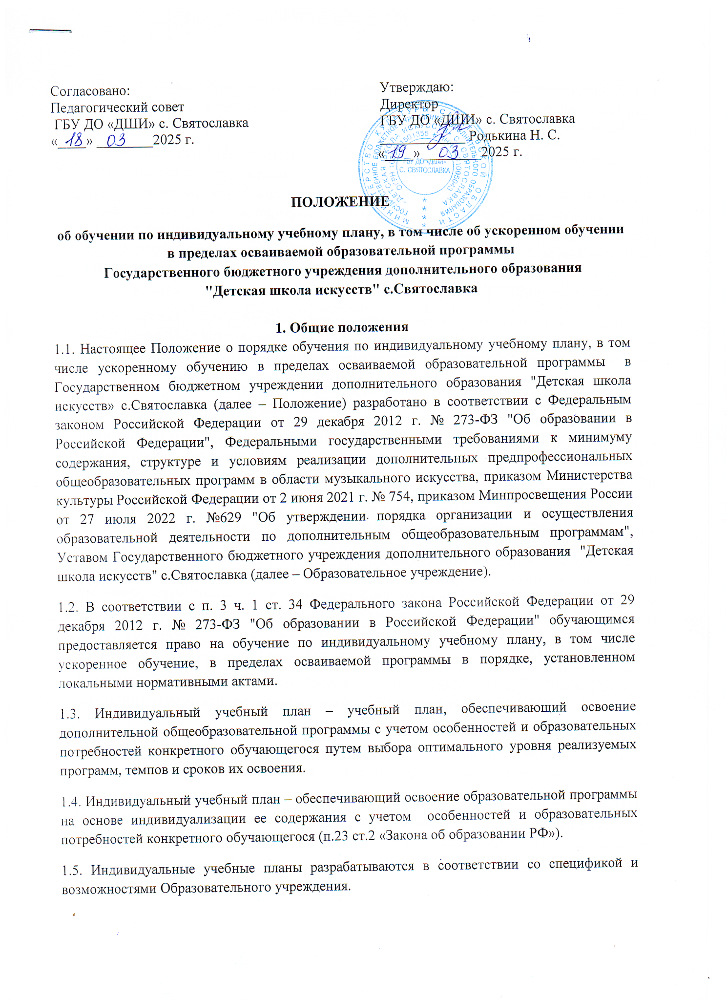 Согласовано:
Педагогический совет
ГБУ ДО «ДШИ» с. Святославка
«18» 03 2025 г.
Утверждаю:
Директор
ГБУ ДО «ДШИ» с. Святославка
Родькина Н. С.
«19» 03 2025 г.
ГБУ ДО «ДШИ»
С. СВЯТОСЛАВКА
ПОЛОЖЕНИЕ
об обучении по индивидуальному учебному плану, в том числе об ускоренном обучении
в пределах осваиваемой образовательной программы
Государственного бюджетного учреждения дополнительного образования
"Детская школа искусств" с.Святославка
1. Общие положения
1.1. Настоящее Положение о порядке обучения по индивидуальному учебному плану, в том
числе ускоренному обучению в пределах осваиваемой образовательной программы в
Государственном бюджетном учреждении дополнительного образования "Детская школа
искусств» с.Святославка (далее – Положение) разработано в соответствии с Федеральным
законом Российской Федерации от 29 декабря 2012 г. № 273-ФЗ "Об образовании в
Российской Федерации", Федеральными государственными требованиями к минимуму
содержания, структуре и условиям реализации дополнительных предпрофессиональных
общеобразовательных программ в области музыкального искусства, приказом Министерства
культуры Российской Федерации от 2 июня 2021 г. № 754, приказом Минпросвещения России
от 27 июля 2022 г. №629 "Об утверждении порядка организации и осуществления
образовательной деятельности по дополнительным общеобразовательным программам",
Уставом Государственного бюджетного учреждения дополнительного образования "Детская
школа искусств" с.Святославка (далее – Образовательное учреждение).
1.2. В соответствии с п. 3 ч. 1 ст. 34 Федерального закона Российской Федерации от 29
декабря 2012 г. № 273-ФЗ "Об образовании в Российской Федерации" обучающимся
предоставляется право на обучение по индивидуальному учебному плану, в том числе
ускоренное обучение, в пределах осваиваемой программы в порядке, установленном
локальными нормативными актами.
1.3. Индивидуальный учебный план – учебный план, обеспечивающий освоение
дополнительной общеобразовательной программы с учетом особенностей и образовательных
потребностей конкретного обучающегося путем выбора оптимального уровня реализуемых
программ, темпов и сроков их освоения.
1.4. Индивидуальный учебный план – обеспечивающий освоение образовательной программы
на основе индивидуализации ее содержания с учетом особенностей и образовательных
потребностей конкретного обучающегося (п.23 ст.2 «Закона об образовании РФ»).
1.5. Индивидуальные учебные планы разрабатываются в соответствии со спецификой и
возможностями Образовательного учреждения.